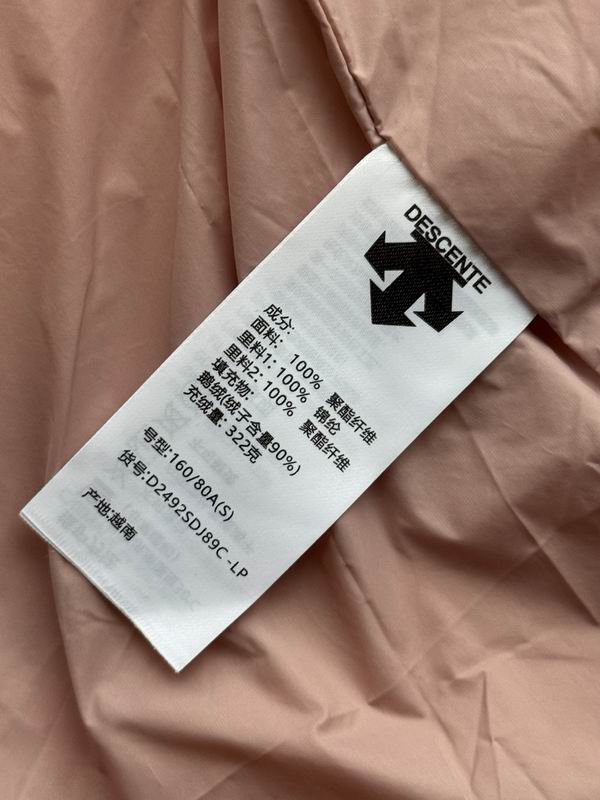 DESCENTE
成分:
面料: 100% 聚酯纤维
里料1: 100% 锦纶
里料2: 100% 聚酯纤维
填充物:
鹅绒(绒子含量90%)
充绒量: 322克
号型:160/80A(S)
货号:D2492SDJ89C -LP
产地:越南